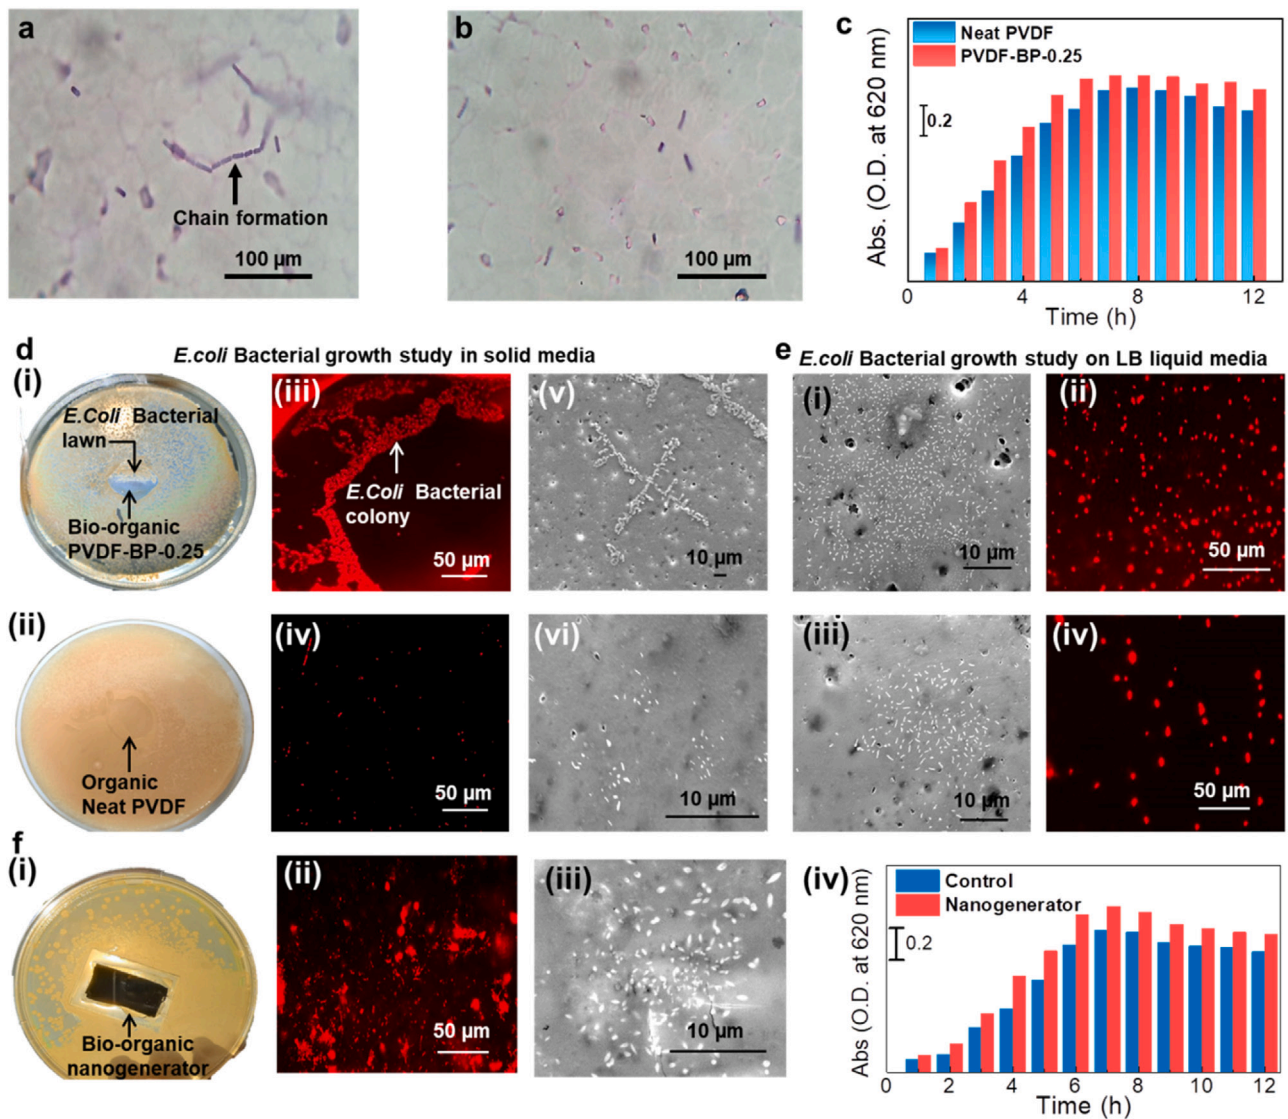 a
Chain formation
100 µm
b
100 µm
c
Neat PVDF
PVDF-BP-0.25
0.2
Abs. (O.D. at 620 nm)
0 4 8 12
Time (h)
d
E.coli Bacterial growth study in solid media
(i)
E.Coli Bacterial
lawn
Bio-organic
PVDF-BP-0.25
(iii)
E.Coli Bacterial
colony
50 µm
(v)
10 µm
(ii)
Organic
Neat PVDF
(iv)
50 µm
(vi)
10 µm
e
E.coli Bacterial growth study on LB liquid media
(i)
10 µm
(ii)
50 µm
(iii)
10 µm
(iv)
50 µm
f
(i)
Bio-organic
nanogenerator
(ii)
50 µm
(iii)
10 µm
(iv)
Control
Nanogenerator
0.2
Abs (O.D. at 620 nm)
0 2 4 6 8 10 12
Time (h)